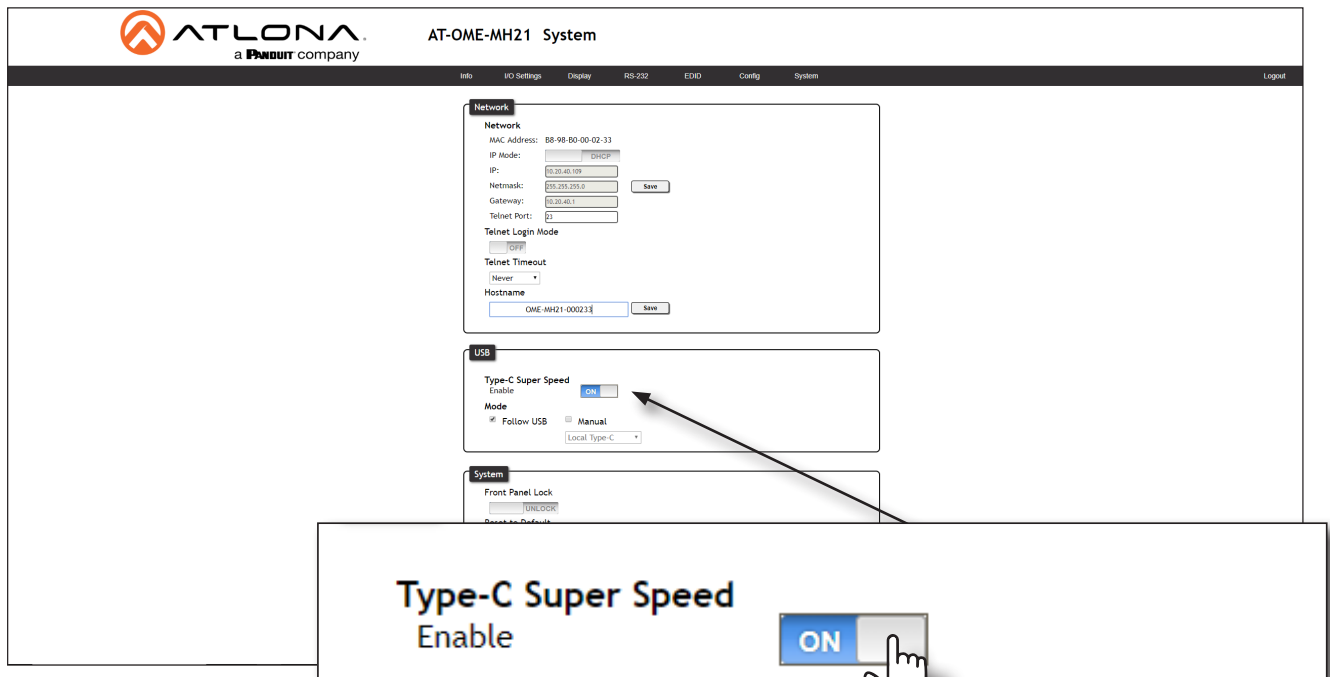 ATLONA.
a PANDUIT company
AT-OME-MH21 System
Info I/O Settings Display RS-232 EDID Config System Logout
Network
Network
MAC Address: B8-98-B0-00-02-33
IP Mode: DHCP
IP: 10.20.40.109
Netmask: 255.255.255.0 Save
Gateway: 10.20.40.1
Telnet Port: 23
Telnet Login Mode
OFF
Telnet Timeout
Never
Hostname
OME-MH21-000233 Save
USB
Type-C Super Speed
Enable ON
Mode
Follow USB Manual
Local Type-C
System
Front Panel Lock
UNLOCK
Reset to Default
Type-C Super Speed
Enable ON